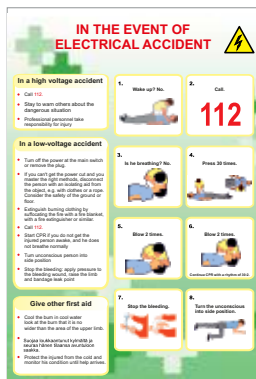 IN THE EVENT OF
ELECTRICAL ACCIDENT
In a high voltage accident
Call 112.
Stay to warn others about the
dangerous situation
Professional personnel take
responsibility for injury
In a low-voltage accident
Turn off the power at the main switch
or remove the plug.
If you can't get the power cut and you
master the right methods, disconnect
the person with an isolating aid from
the object, e.g. with clothes or a rope.
Consider the safety of the ground or
floor.
Extinguish burning clothing by
suffocating the fire with a fire blanket,
with a fire extinguisher or similar.
Call 112.
Start CPR if you do not get the
injured person awake, and he does
not breathe normally
Turn unconscious person into
side position
Stop the bleeding: apply pressure to
the bleeding wound, raise the limb
and bandage leak point
Give other first aid
Cool the burn in cool water
look at the burn that it is no
wider than the area of the upper limb.
Suojaa loukkaantunut kylmältä ja
seuraa hänen tilaansa avuntuloon
saakka.
Protect the injured from the cold and
monitor his condition until help arrives.
1.
Wake up? No.
2.
Call.
112
3.
Is he breathing? No.
4.
Press 30 times.
5.
Blow 2 times.
6.
Blow 2 times.
Continue CPR with a rhythm of 30:2.
7.
Stop the bleeding.
8.
Turn the unconscious
into side position.